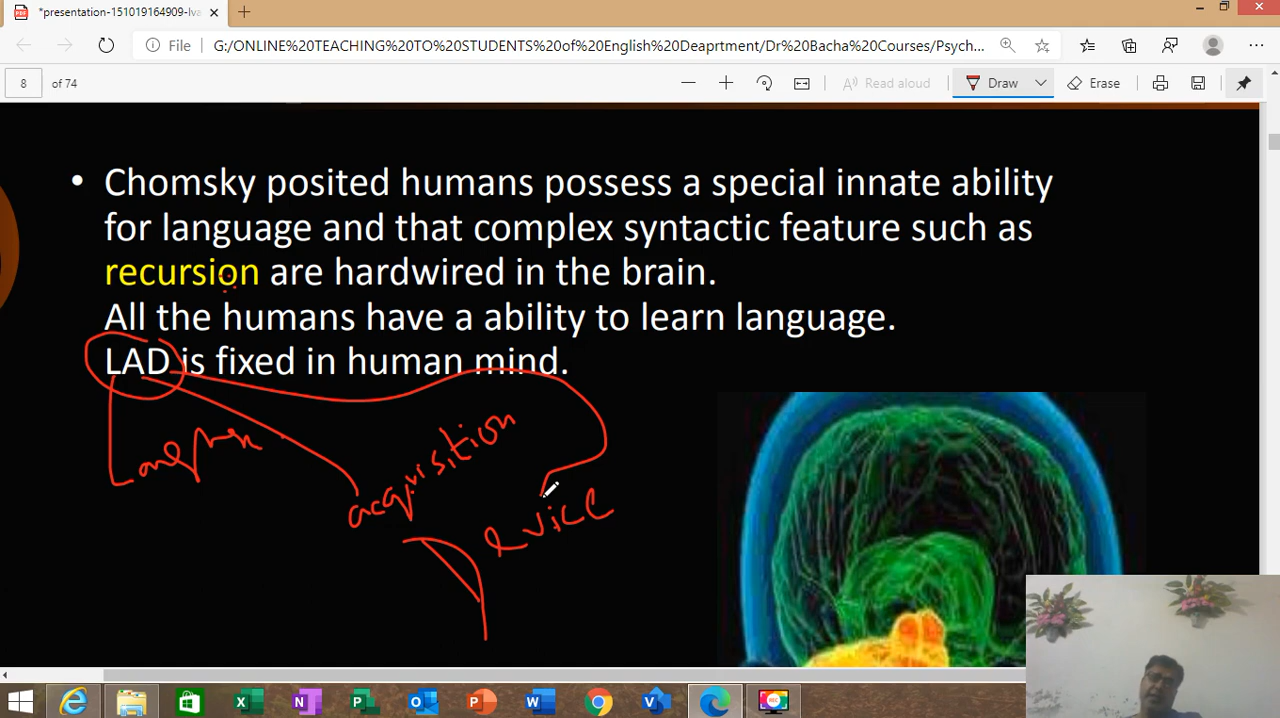 *presentation-151019164909-lva
File
G:/ONLINE%20TEACHING%20TO%20STUDENTS%20of%20English%20Deaprtment/Dr%20Bacha%20Courses/Psych...
8 of 74
Read aloud
Draw
Erase
• Chomsky posited humans possess a special innate ability
for language and that complex syntactic feature such as
recursion are hardwired in the brain.
All the humans have a ability to learn language.
LAD is fixed in human mind.
acquisition
Device